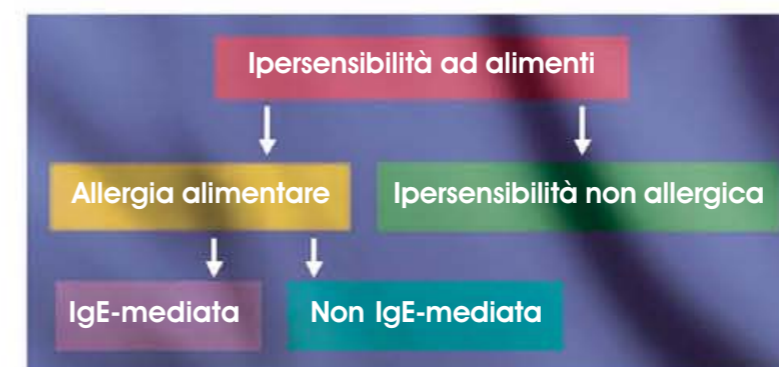 Ipersensibilità ad alimenti
Allergia alimentare
Ipersensibilità non allergica
IgE-mediata
Non IgE-mediata